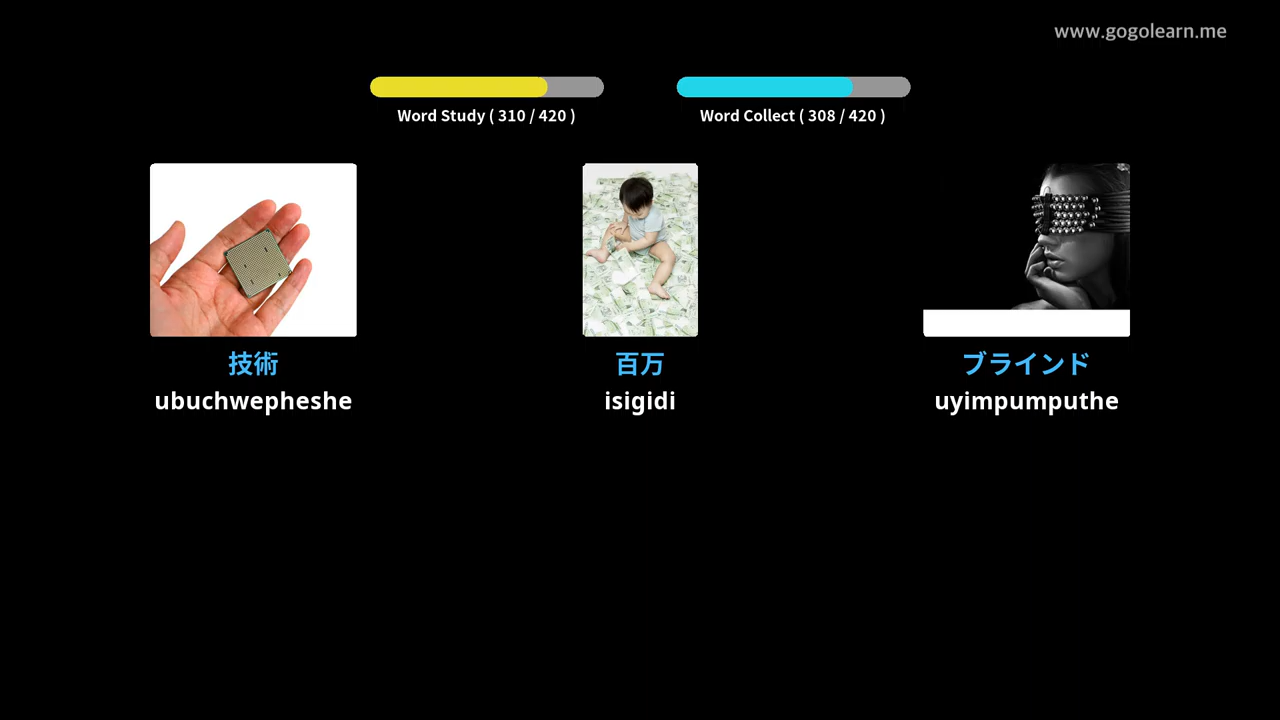 www.gogolearn.me
Word Study ( 310 / 420 )
Word Collect ( 308 / 420 )
技術
ubuchwepheshe
百万
isigidi
ブラインド
uyimpumputhe